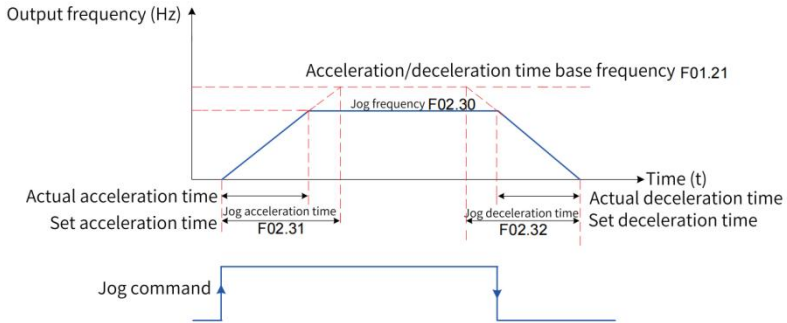 Output frequency (Hz)
Acceleration/deceleration time base frequency F01.21
Jog frequency F02.30
Time (t)
Actual acceleration time
Actual deceleration time
Jog acceleration time
Jog deceleration time
Set acceleration time
F02.31
F02.32
Set deceleration time
Jog command